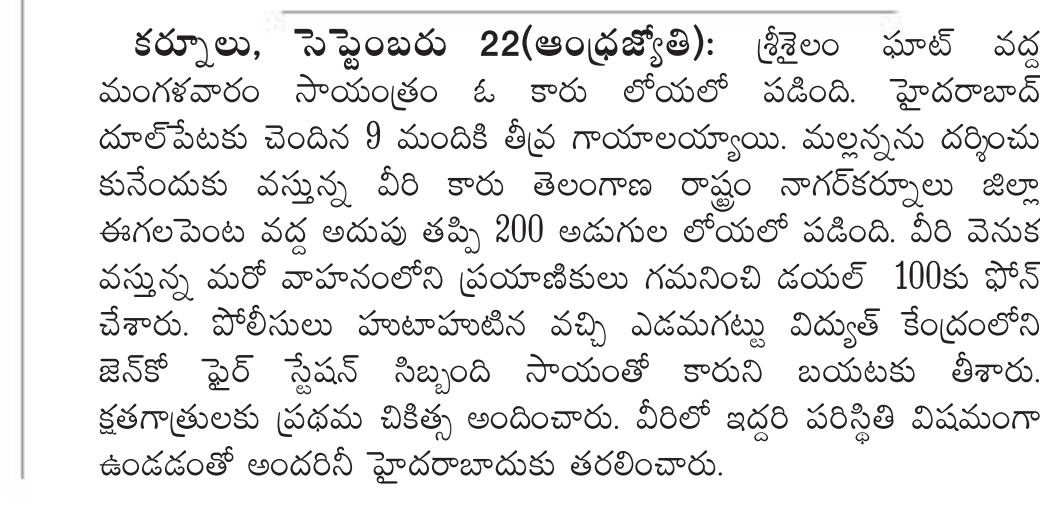 కర్నూలు, సెప్టెంబరు 22(ఆంధ్రజ్యోతి): శ్రీశైలం ఘాట్ వద్ద
మంగళవారం సాయంత్రం ఓ కారు లోయలో పడింది. హైదరాబాద్
దూల్‌పేటకు చెందిన 9 మందికి తీవ్ర గాయాలయ్యాయి. మల్లన్నను దర్శించు
కునేందుకు వస్తున్న వీరి కారు తెలంగాణ రాష్ట్రం నాగర్‌కర్నూలు జిల్లా
ఈగలపెంట వద్ద అదుపు తప్పి 200 అడుగుల లోయలో పడింది. వీరి వెనుక
వస్తున్న మరో వాహనంలోని ప్రయాణికులు గమనించి డయల్ 100కు ఫోన్
చేశారు. పోలీసులు హుటాహుటిన వచ్చి ఎడమగట్టు విద్యుత్ కేంద్రంలోని
జెన్‌కో ఫైర్ స్టేషన్ సిబ్బంది సాయంతో కారుని బయటకు తీశారు.
క్షతగాత్రులకు ప్రథమ చికిత్స అందించారు. వీరిలో ఇద్దరి పరిస్థితి విషమంగా
ఉండడంతో అందరినీ హైదరాబాదుకు తరలించారు.